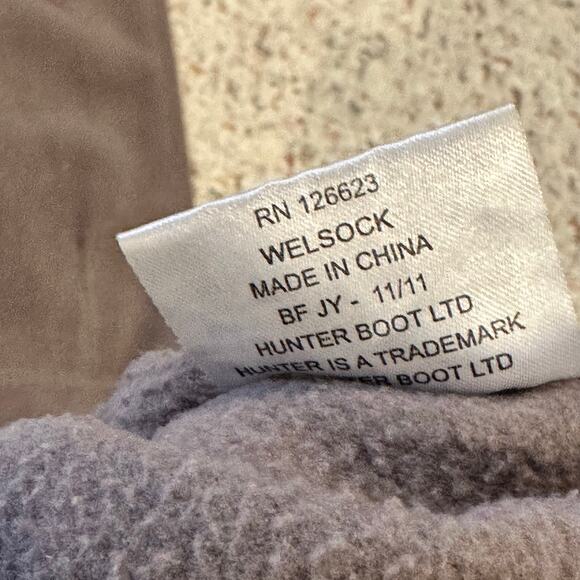 RN 126623
WELSOCK
MADE IN CHINA
BF JY - 11/11
HUNTER BOOT LTD
HUNTER IS A TRADEMARK
BOOT LTD